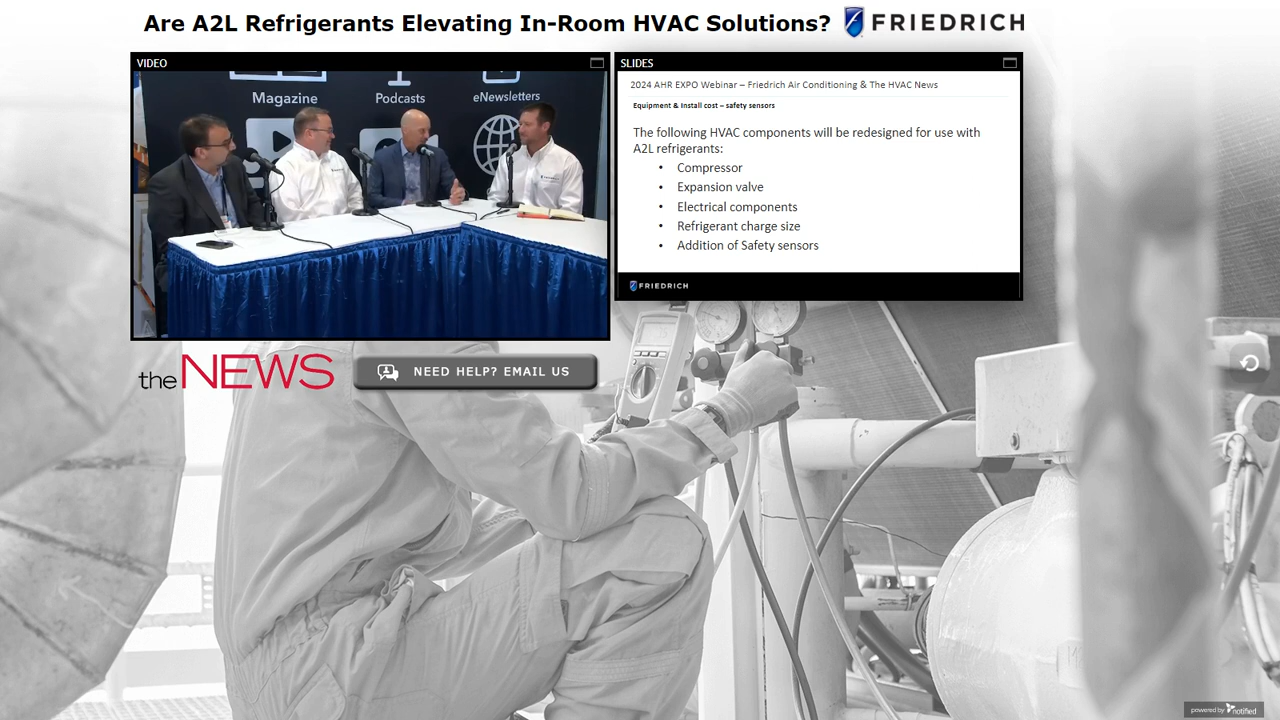 Are A2L Refrigerants Elevating In-Room HVAC Solutions? FRIEDRICH
VIDEO
Magazine
Podcasts
eNewsletters
SLIDES
2024 AHR EXPO Webinar – Friedrich Air Conditioning & The HVAC News
Equipment & Install cost – safety sensors
The following HVAC components will be redesigned for use with
A2L refrigerants:
• Compressor
• Expansion valve
• Electrical components
• Refrigerant charge size
• Addition of Safety sensors
FRIEDRICH
the NEWS
NEED HELP? EMAIL US
powered by notified